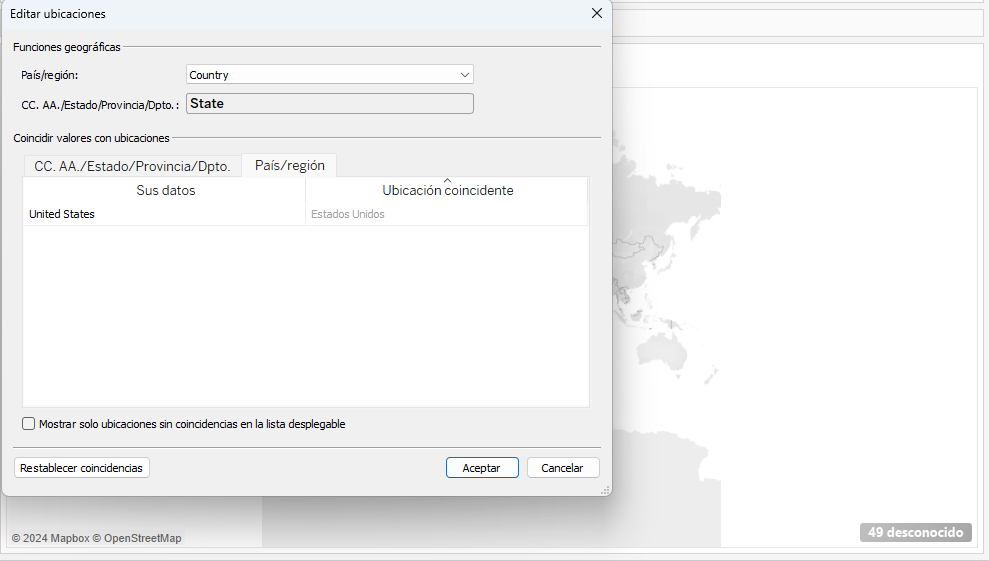 Editar ubicaciones
Funciones geográficas
País/región: Country
CC. AA./Estado/Provincia/Dpto.: State
Coincidir valores con ubicaciones
CC. AA./Estado/Provincia/Dpto. País/región
Sus datos Ubicación coincidente
United States Estados Unidos
Mostrar solo ubicaciones sin coincidencias en la lista desplegable
Restablecer coincidencias Aceptar Cancelar
© 2024 Mapbox © OpenStreetMap 49 desconocido